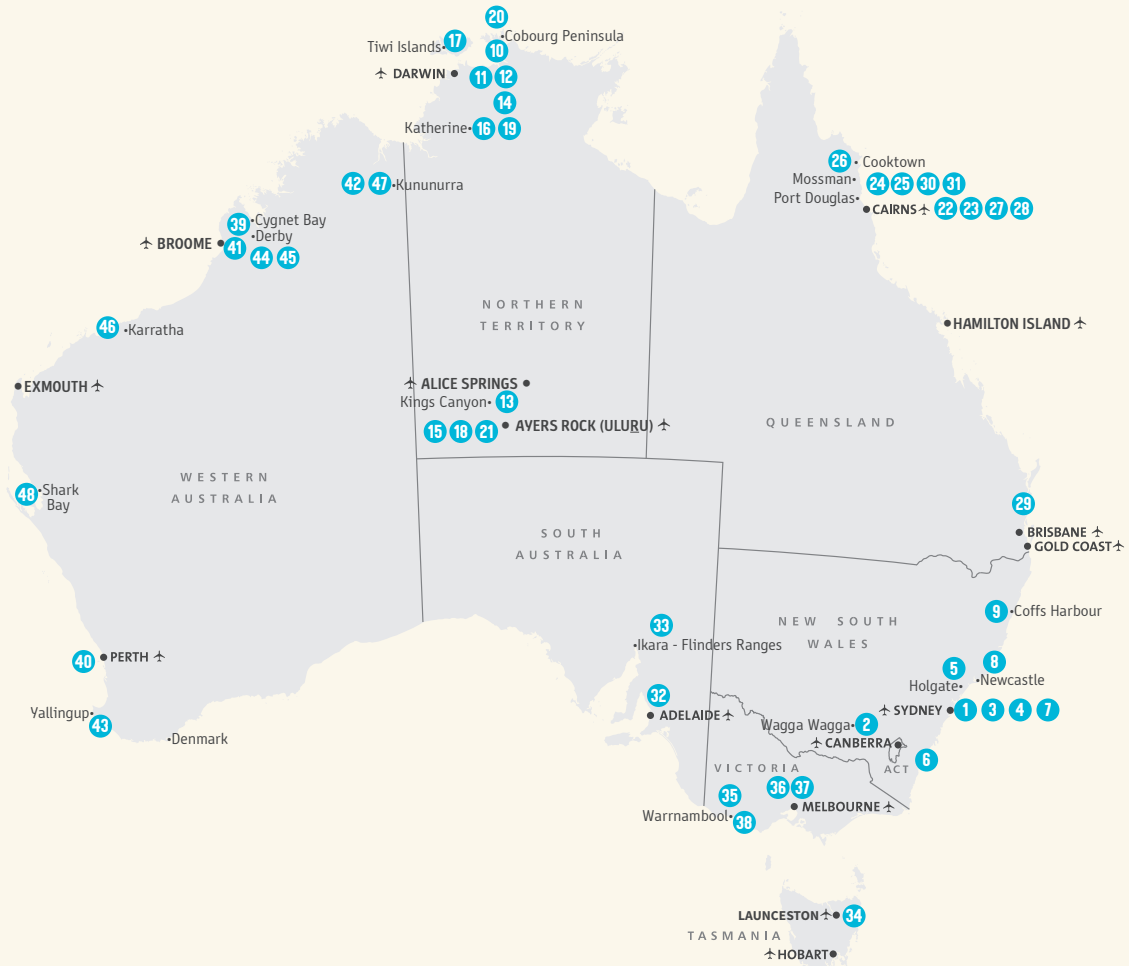 20
Cobourg Peninsula
Tiwi Islands 17
10
DARWIN
11 12
14
Katherine 16 19
26 Cooktown
Mossman
24 25 30 31
Port Douglas
CAIRNS 22 23 27 28
42 47 Kununurra
39 Cygnet Bay
Derby
BROOME 41
44 45
NORTHERN
TERRITORY
46 Karratha
HAMILTON ISLAND
EXMOUTH
ALICE SPRINGS
Kings Canyon 13
15 18 21 AYERS ROCK (ULURU)
QUEENSLAND
WESTERN
AUSTRALIA
48 Shark
Bay
29
BRISBANE
GOLD COAST
SOUTH
AUSTRALIA
9 Coffs Harbour
NEW SOUTH
WALES
33
Ikara - Flinders Ranges
40 PERTH
5 8
Holgate Newcastle
32
ADELAIDE
SYDNEY 1 3 4 7
Yallingup
43
Denmark
Wagga Wagga 2
CANBERRA
ACT 6
VICTORIA
35 36 37
MELBOURNE
Warrnambool 38
LAUNCESTON 34
TASMANIA
HOBART